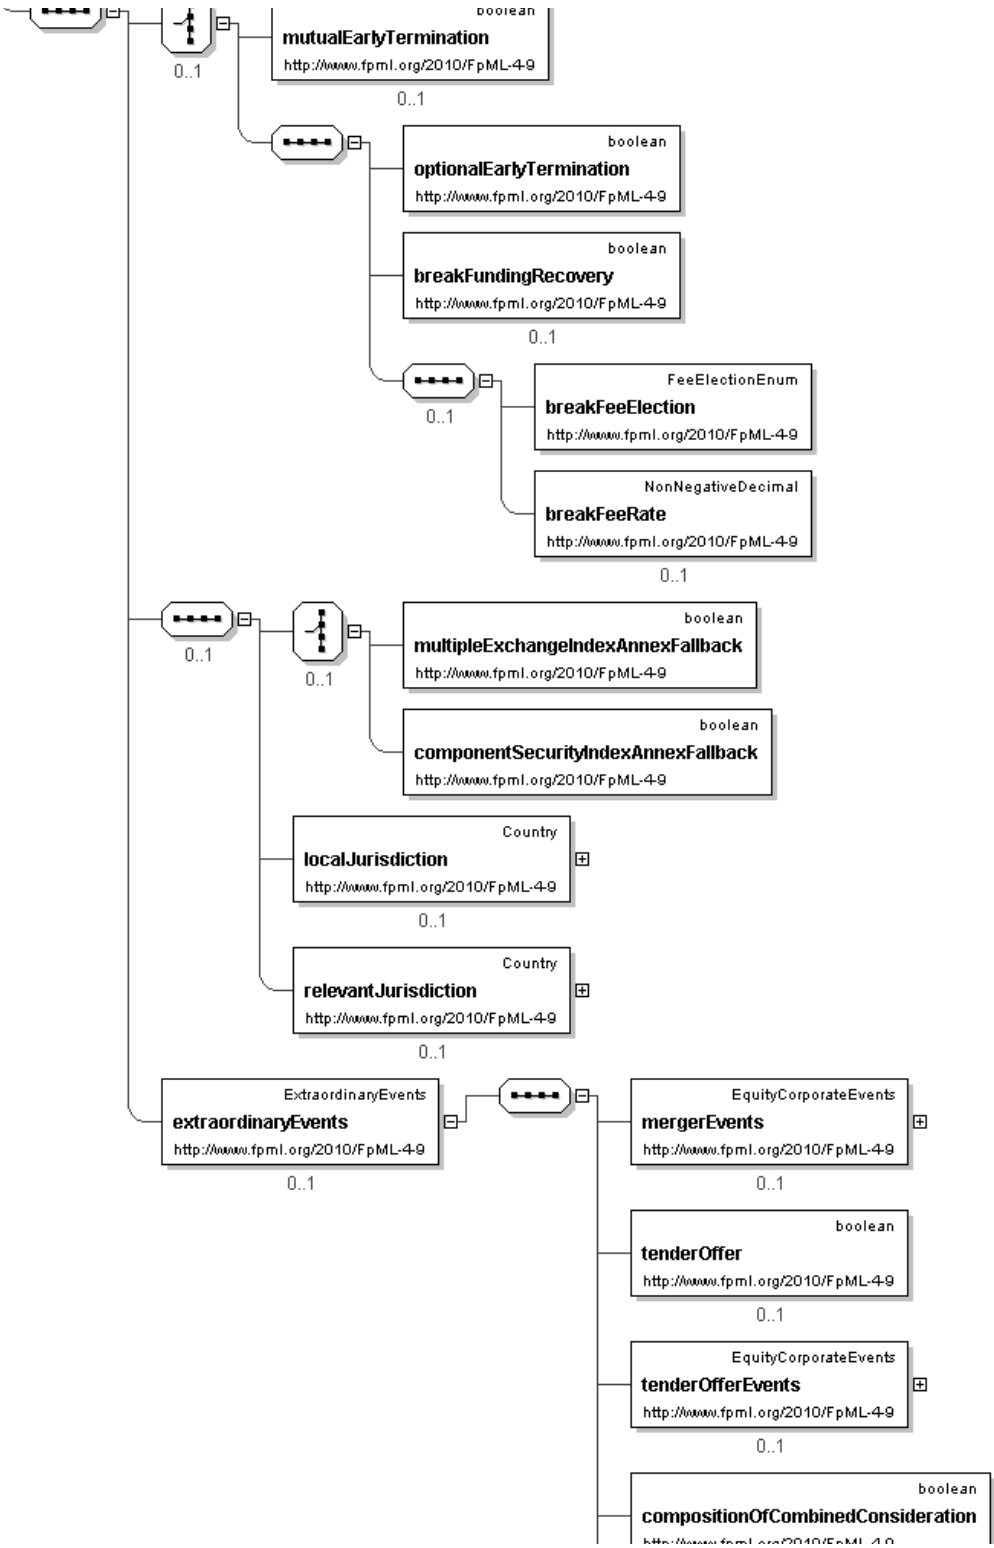 boolean
mutualEarlyTermination
http://www.fpml.org/2010/FpML-4-9
0..1
0..1
boolean
optionalEarlyTermination
http://www.fpml.org/2010/FpML-4-9
boolean
breakFundingRecovery
http://www.fpml.org/2010/FpML-4-9
0..1
FeeElectionEnum
breakFeeElection
http://www.fpml.org/2010/FpML-4-9
0..1
NonNegativeDecimal
breakFeeRate
http://www.fpml.org/2010/FpML-4-9
0..1
boolean
multipleExchangeIndexAnnexFallback
http://www.fpml.org/2010/FpML-4-9
0..1
0..1
boolean
componentSecurityIndexAnnexFallback
http://www.fpml.org/2010/FpML-4-9
Country
localJurisdiction
http://www.fpml.org/2010/FpML-4-9
0..1
Country
relevantJurisdiction
http://www.fpml.org/2010/FpML-4-9
0..1
ExtraordinaryEvents
extraordinaryEvents
http://www.fpml.org/2010/FpML-4-9
0..1
EquityCorporateEvents
mergerEvents
http://www.fpml.org/2010/FpML-4-9
0..1
boolean
tenderOffer
http://www.fpml.org/2010/FpML-4-9
0..1
EquityCorporateEvents
tenderOfferEvents
http://www.fpml.org/2010/FpML-4-9
0..1
boolean
compositionOfCombinedConsideration
http://www.fpml.org/2010/FpML-4-9